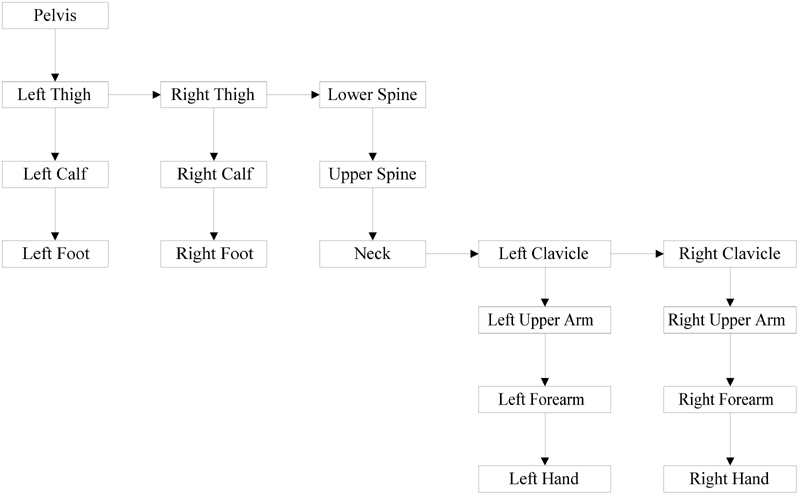 Pelvis
Left Thigh
Right Thigh
Lower Spine
Left Calf
Right Calf
Upper Spine
Left Foot
Right Foot
Neck
Left Clavicle
Right Clavicle
Left Upper Arm
Right Upper Arm
Left Forearm
Right Forearm
Left Hand
Right Hand